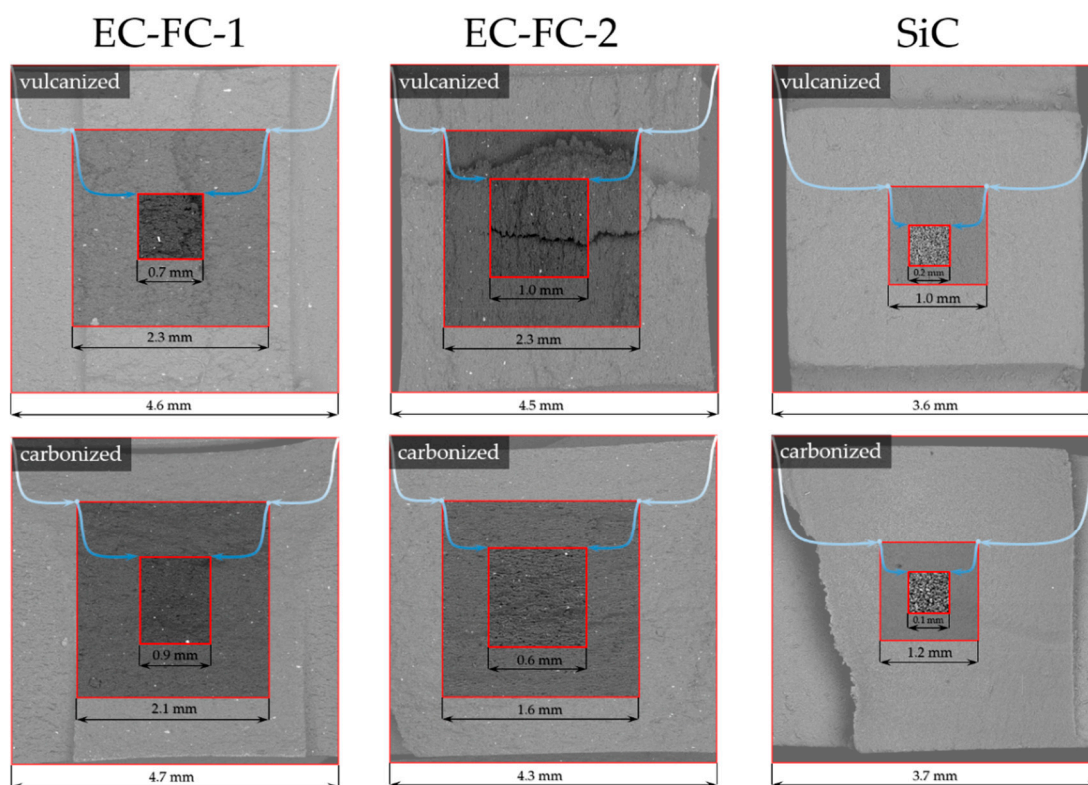 EC-FC-1
EC-FC-2
SiC
vulcanized
vulcanized
vulcanized
0.7 mm
2.3 mm
4.6 mm
1.0 mm
2.3 mm
4.5 mm
0.2 mm
1.0 mm
3.6 mm
carbonized
carbonized
carbonized
0.9 mm
2.1 mm
4.7 mm
0.6 mm
1.6 mm
4.3 mm
0.1 mm
1.2 mm
3.7 mm